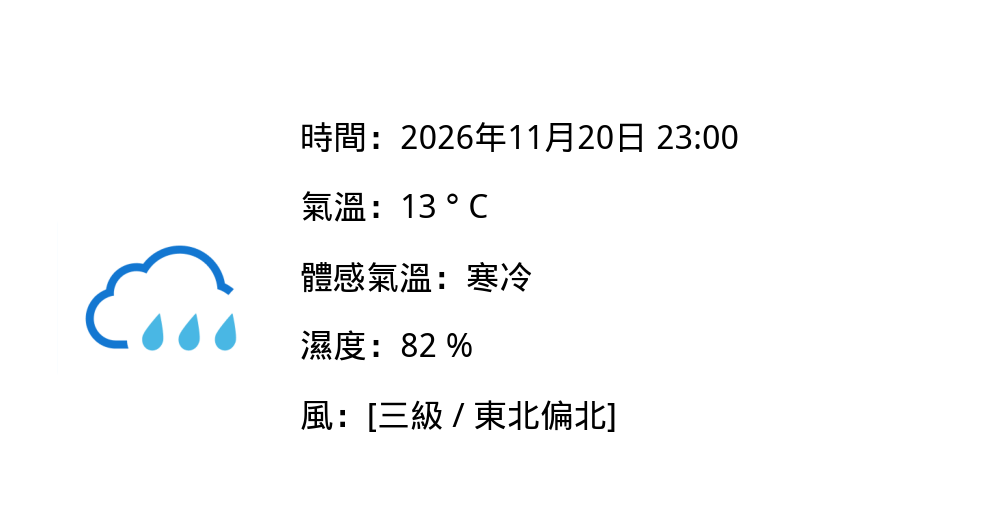 時間：2026年11月20日 23:00
氣溫：13 ° C
體感氣溫：寒冷
濕度：82 %
風：[三級 / 東北偏北]